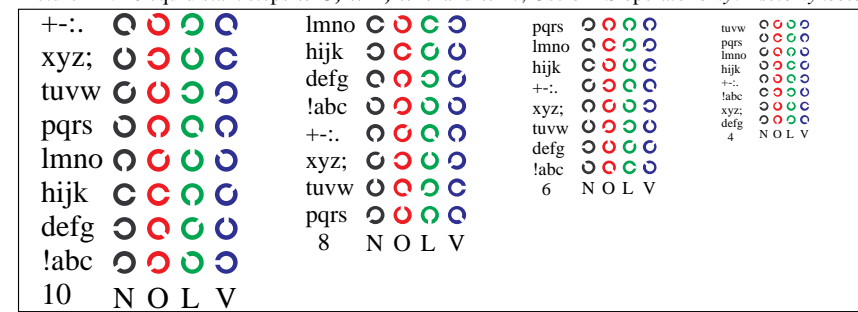 +-:.
xyz;
tuvw
pqrs
lmno
hijk
defg
!abc
10 N O L V
lmno
hijk
defg
!abc
+-:.
xyz;
tuvw
pqrs
8 N O L V
pqrs
lmno
hijk
+-:.
xyz;
tuvw
defg
!abc
6 N O L V
tuvw
pqrs
lmno
hijk
+-:.
!abc
xyz;
defg
4 N O L V